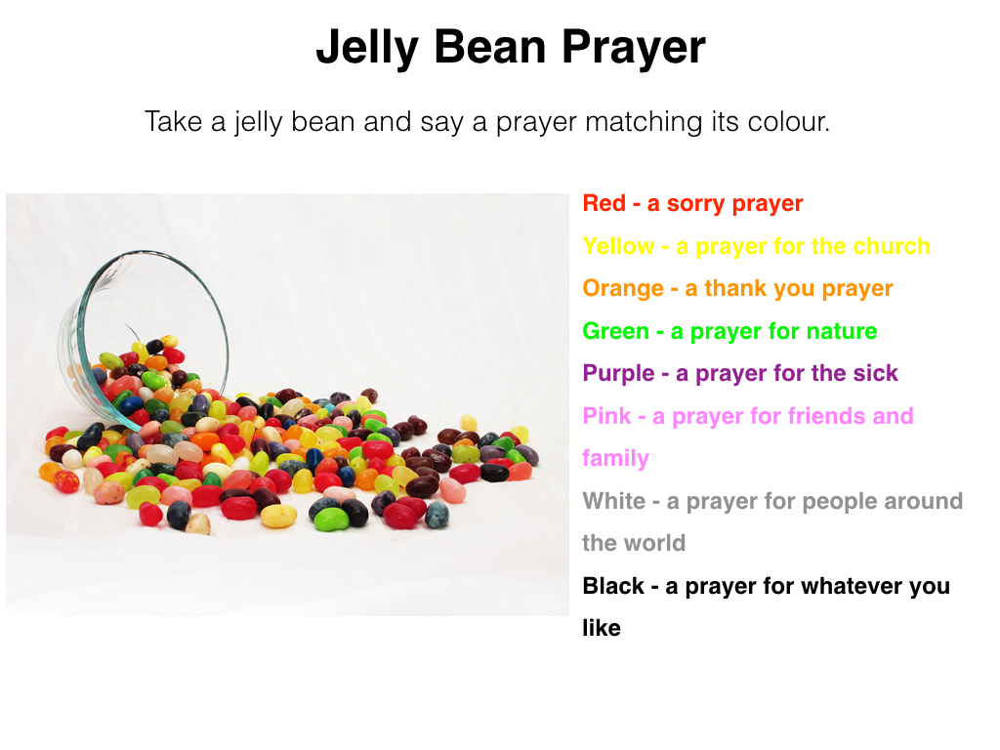 Jelly Bean Prayer
Take a jelly bean and say a prayer matching its colour.
Red - a sorry prayer
Yellow - a prayer for the church
Orange - a thank you prayer
Green - a prayer for nature
Purple - a prayer for the sick
Pink - a prayer for friends and
family
White - a prayer for people around
the world
Black - a prayer for whatever you
like